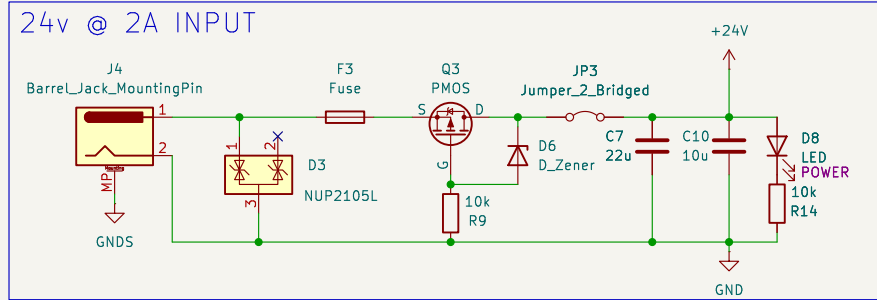 24v @ 2A INPUT
+24V
J4
Barrel_Jack_MountingPin
F3
Fuse
Q3
PMOS
JP3
Jumper_2_Bridged
1
2
Mounting
MP
GNDS
1
2
3
D3
NUP2105L
S
D
G
D6
D_Zener
10k
R9
C7
22u
C10
10u
D8
LED
POWER
10k
R14
GND